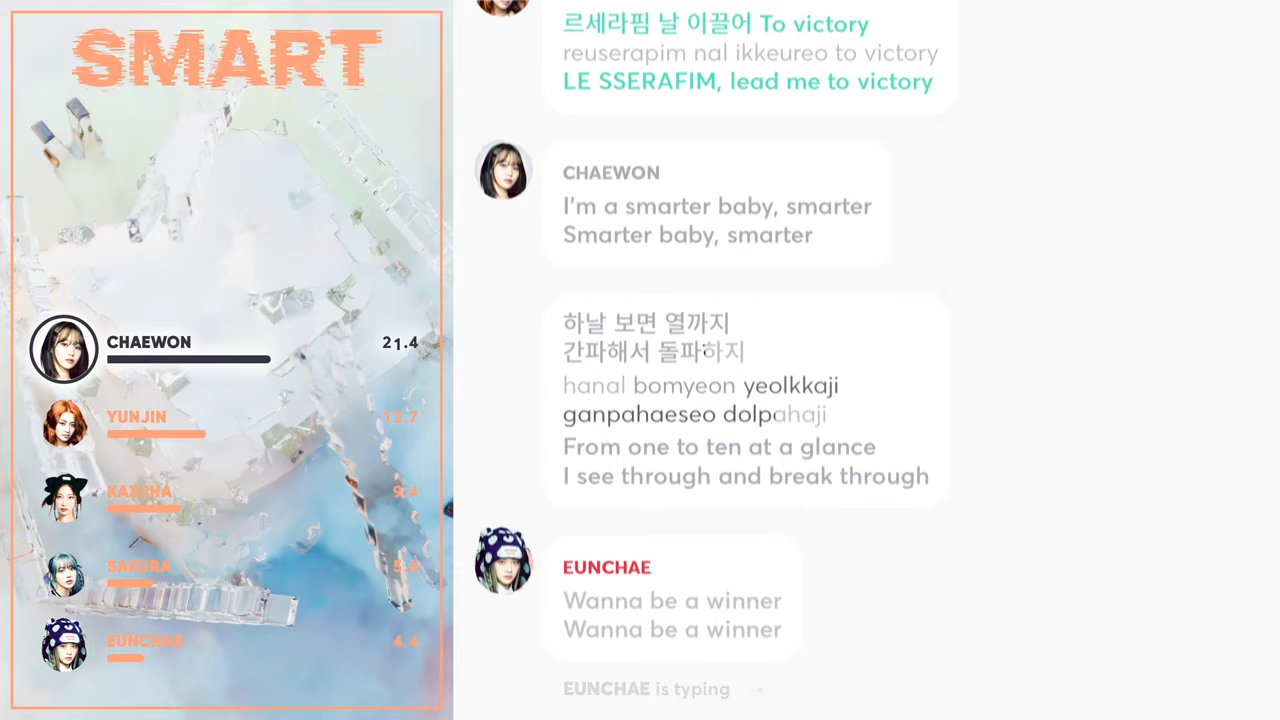 SMART
CHAEWON
21.4
YUNJIN
12.7
KAZUHA
9.4
SAKURA
EUNCHAE
4.4
르세라핌 날 이끌어 To victory
reuserapim nal ikkeureo to victory
LE SSERAFIM, lead me to victory
CHAEWON
I'm a smarter baby, smarter
Smarter baby, smarter
하날 보면 열까지
간파해서 돌파하지
hanal bomyeon yeolkkaji
ganpahaeseo dolpahaji
From one to ten at a glance
I see through and break through
EUNCHAE
Wanna be a winner
Wanna be a winner
EUNCHAE is typing